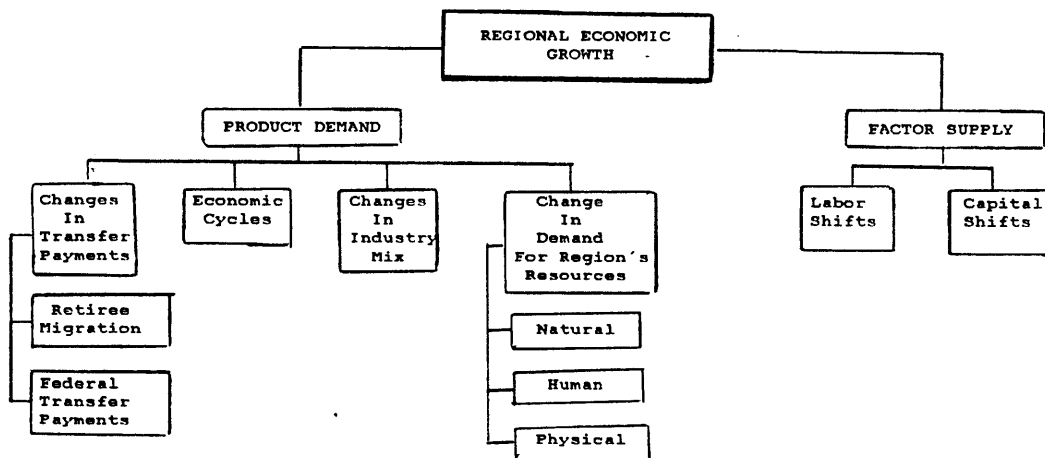 REGIONAL ECONOMIC
GROWTH
PRODUCT DEMAND
FACTOR SUPPLY
Changes
In
Transfer
Payments
Economic
Cycles
Changes
In
Industry
Mix
Change
In
Demand
For Region's
Resources
Labor
Shifts
Capital
Shifts
Retiree
Migration
Federal
Transfer
Payments
Natural
Human
Physical